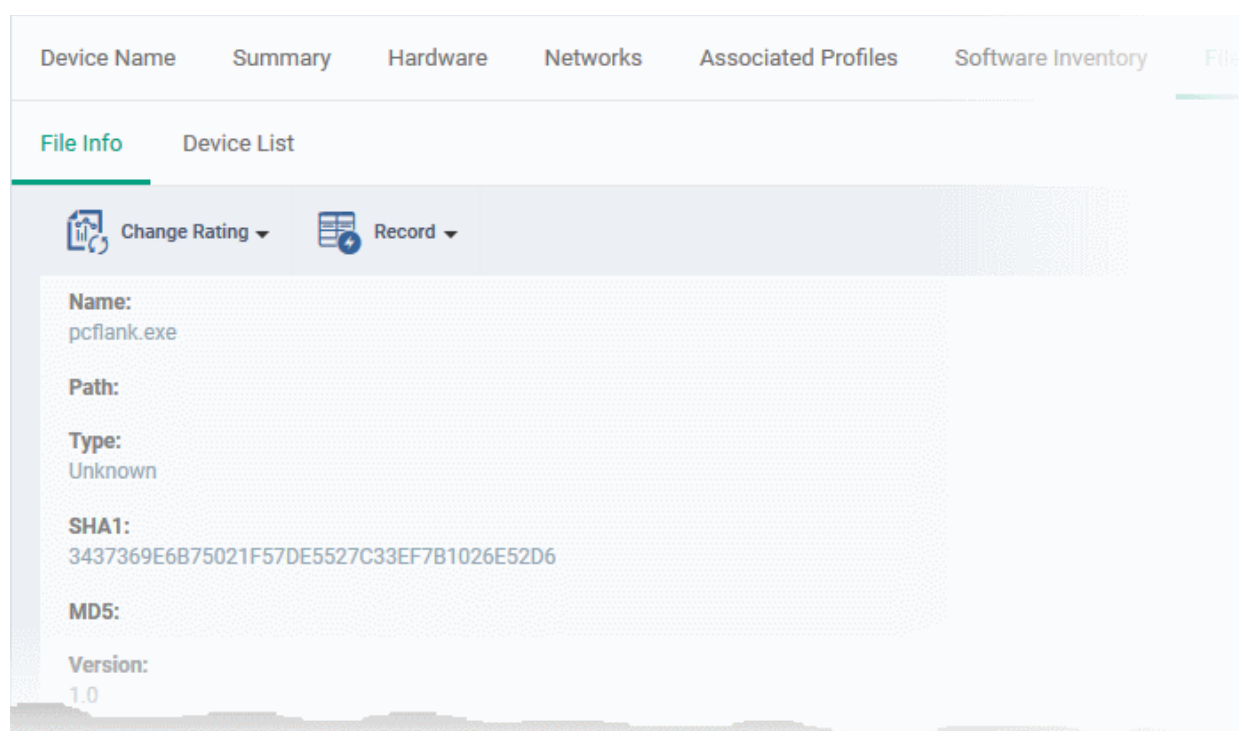 Device Name Summary Hardware Networks Associated Profiles Software Inventory File
File Info Device List
Change Rating Record
Name:
pcflank.exe
Path:
Type:
Unknown
SHA1:
3437369E6B75021F57DE5527C33EF7B1026E52D6
MD5:
Version:
1.0